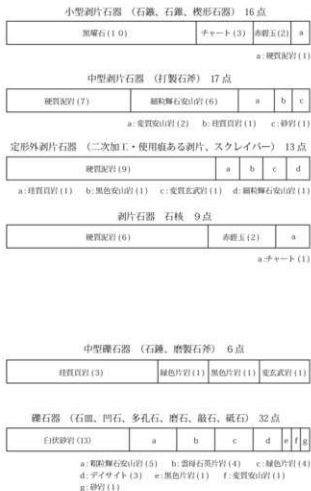 小型剥片石器 （石鏃、石錐、楔形石器） 16 点
黒曜石(10) チャート(3) 赤碧玉(2) a
a: 硬質泥岩(1)
中型剥片石器 （打製石斧） 17 点
硬質泥岩(7) 細粒輝石安山岩(6) a b c
a: 変質安山岩(2) b: 珪質頁岩(1) c: 砂岩(1)
定形外剥片石器 （二次加工・使用痕ある剥片、スクレイパー） 13 点
硬質泥岩(9) a b c d
a: 珪質頁岩(1) b: 黒色安山岩(1) c: 変質玄武岩(1) d: 細粒輝石安山岩(1)
剥片石器 石核 9 点
硬質泥岩(6) 赤碧玉(2) a
a:チャート(1)
中型礫石器 （石錘、磨製石斧） 6 点
珪質頁岩(3) 緑色片岩(1) 黒色片岩(1) 変玄武岩(1)
礫石器 （石皿、凹石、多孔石、磨石、敲石、砥石） 32 点
牛伏砂岩(13) a b c d e f g
a: 粗粒輝石安山岩(5) b: 雲母石英片岩(4) c: 緑色片岩(4)
d: デイサイト(3) e: 黒色片岩(1) f: 変質安山岩(1)
g: 砂岩(1)